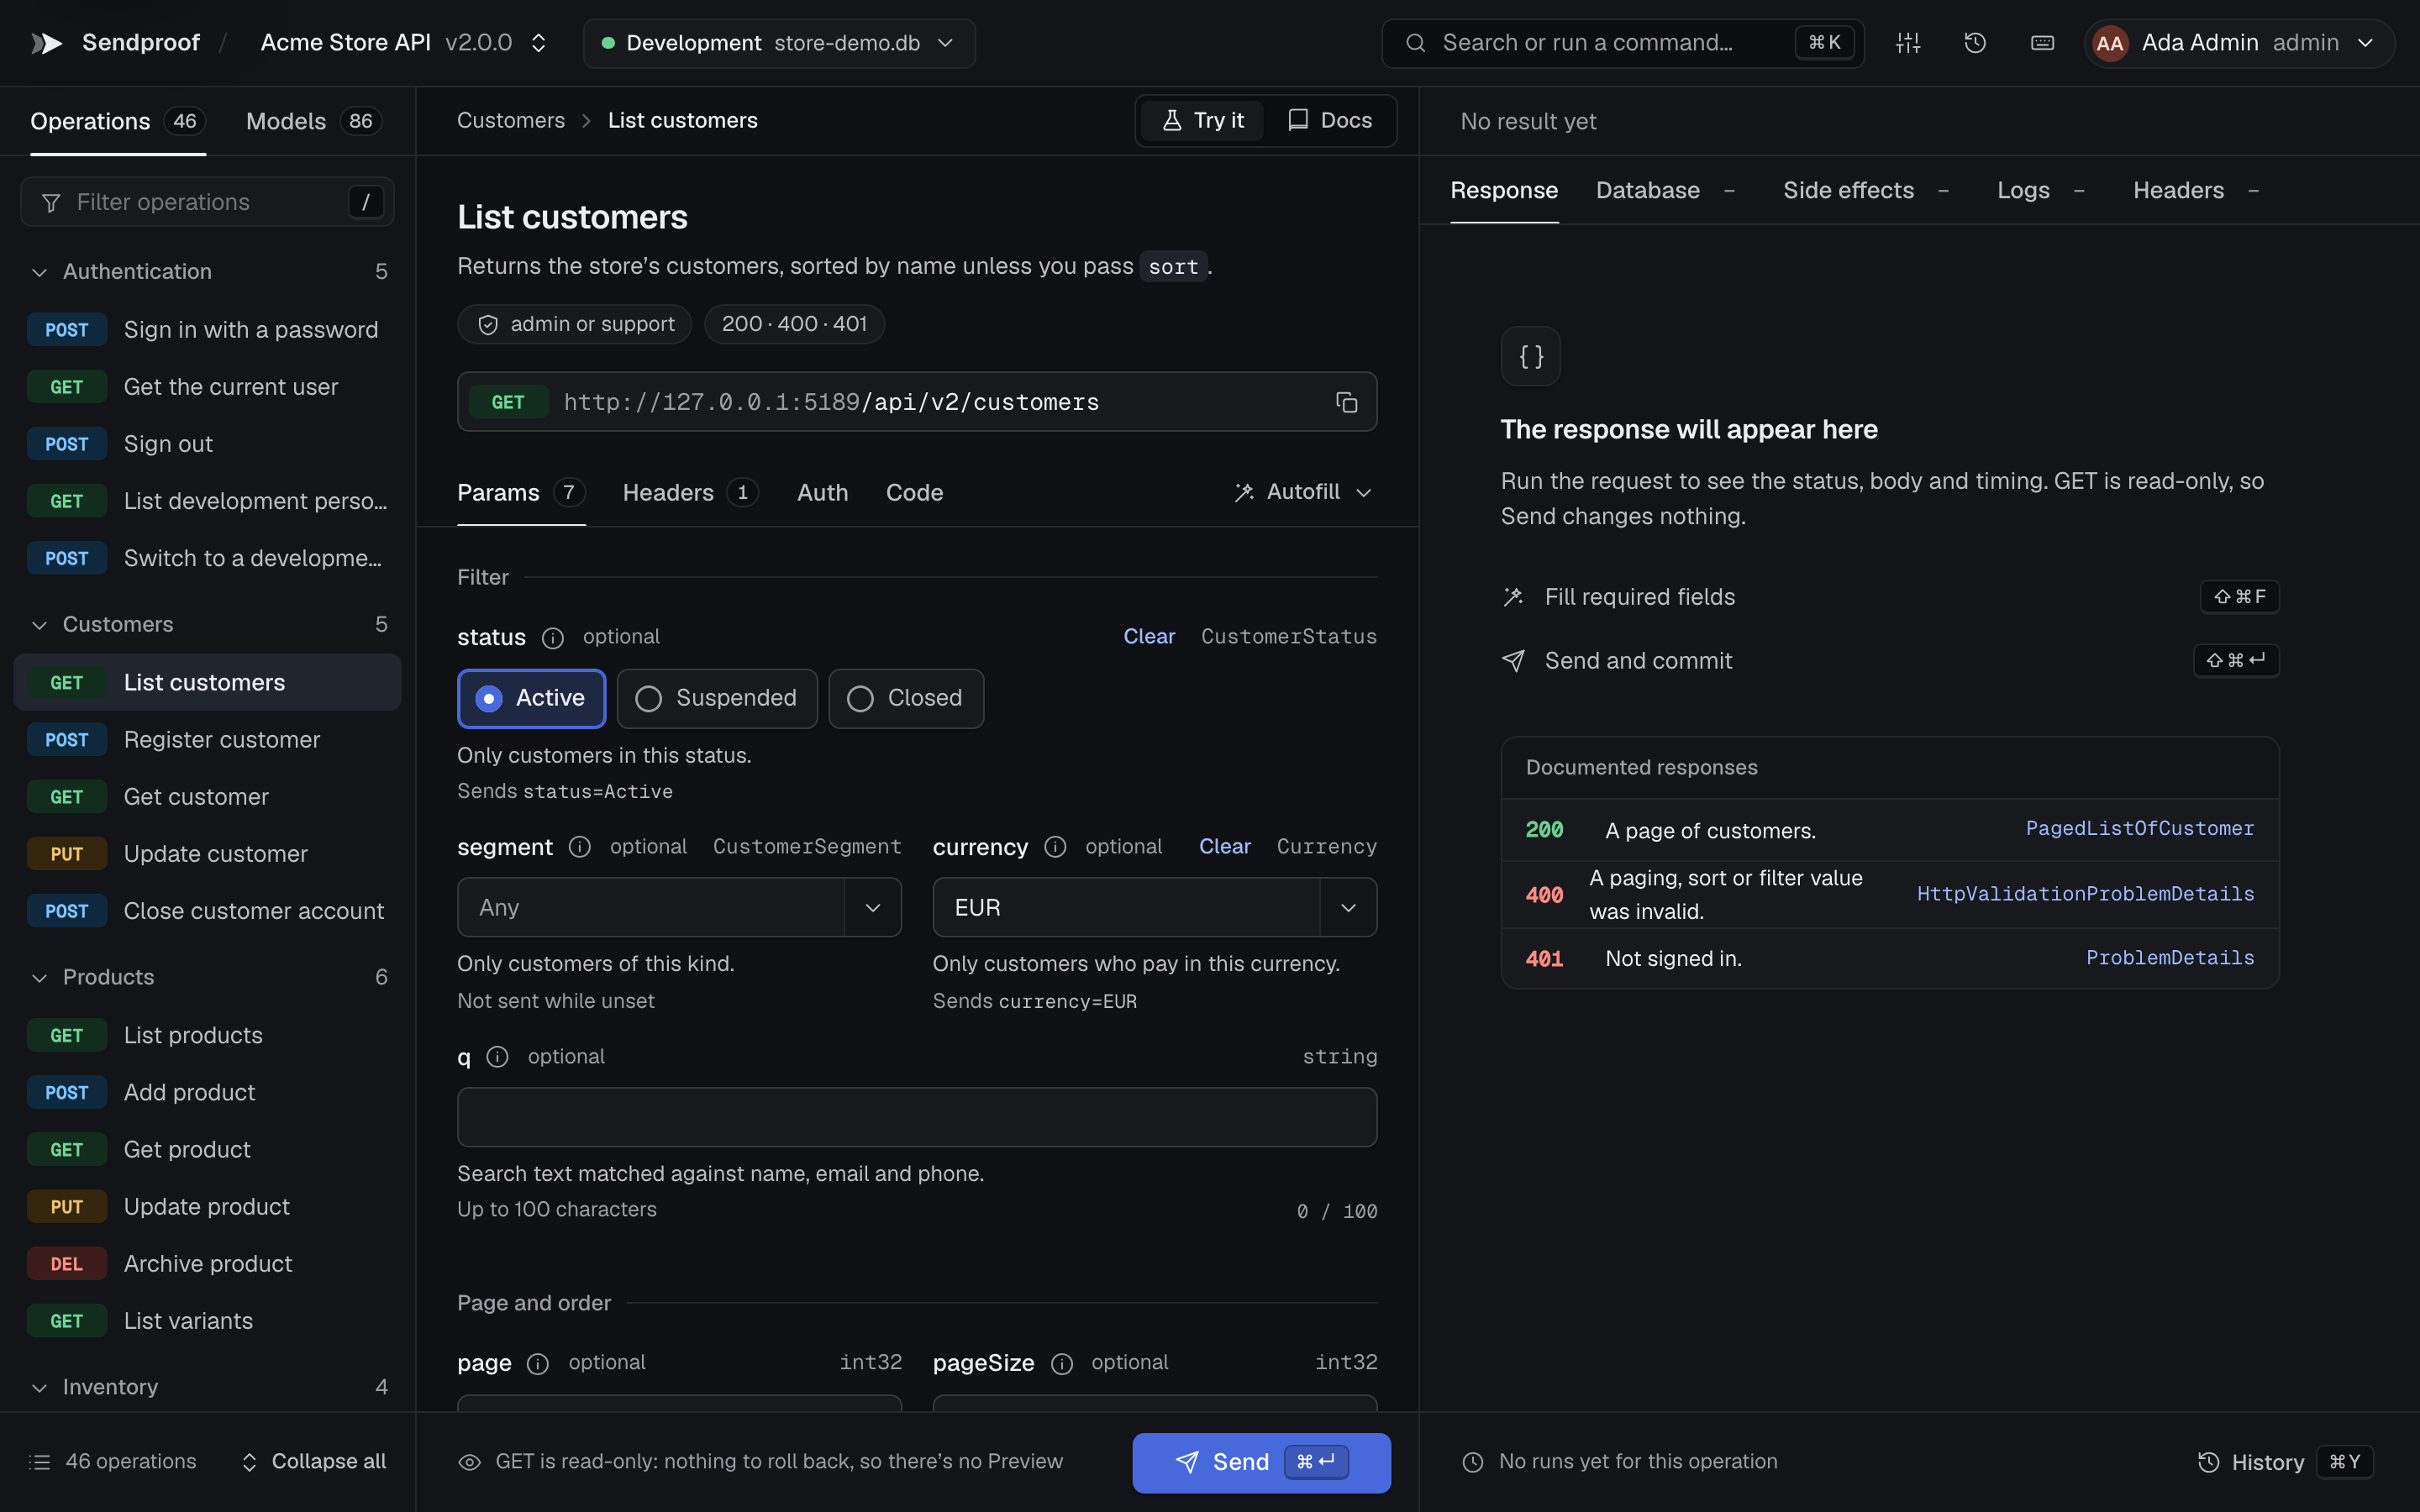 Sendproof / Acme Store API v2.0.0
Development store-demo.db
Search or run a command... ⌘K
AA Ada Admin admin
Operations 46 Models 86
Filter operations /
Authentication 5
POST Sign in with a password
GET Get the current user
POST Sign out
GET List development perso...
POST Switch to a developme...
Customers 5
GET List customers
POST Register customer
GET Get customer
PUT Update customer
POST Close customer account
Products 6
GET List products
POST Add product
GET Get product
PUT Update product
DEL Archive product
GET List variants
Inventory 4
46 operations Collapse all
Customers > List customers
Try it Docs
List customers
Returns the store’s customers, sorted by name unless you pass sort.
admin or support 200 · 400 · 401
GET http://127.0.0.1:5189/api/v2/customers
Params 7 Headers 1 Auth Code Autofill
Filter
status optional Clear CustomerStatus
Active Suspended Closed
Only customers in this status.
Sends status=Active
segment optional CustomerSegment
Any
Only customers of this kind.
Not sent while unset
currency optional Clear Currency
EUR
Only customers who pay in this currency.
Sends currency=EUR
q optional string
Search text matched against name, email and phone.
Up to 100 characters 0 / 100
Page and order
page optional int32
pageSize optional int32
GET is read-only: nothing to roll back, so there’s no Preview
Send ⌘↵
No result yet
Response Database – Side effects – Logs – Headers –
{}
The response will appear here
Run the request to see the status, body and timing. GET is read-only, so
Send changes nothing.
Fill required fields ⇧⌘F
Send and commit ⇧⌘↵
Documented responses
200 A page of customers. PagedListOfCustomer
400 A paging, sort or filter value
was invalid. HttpValidationProblemDetails
401 Not signed in. ProblemDetails
No runs yet for this operation
History ⌘Y